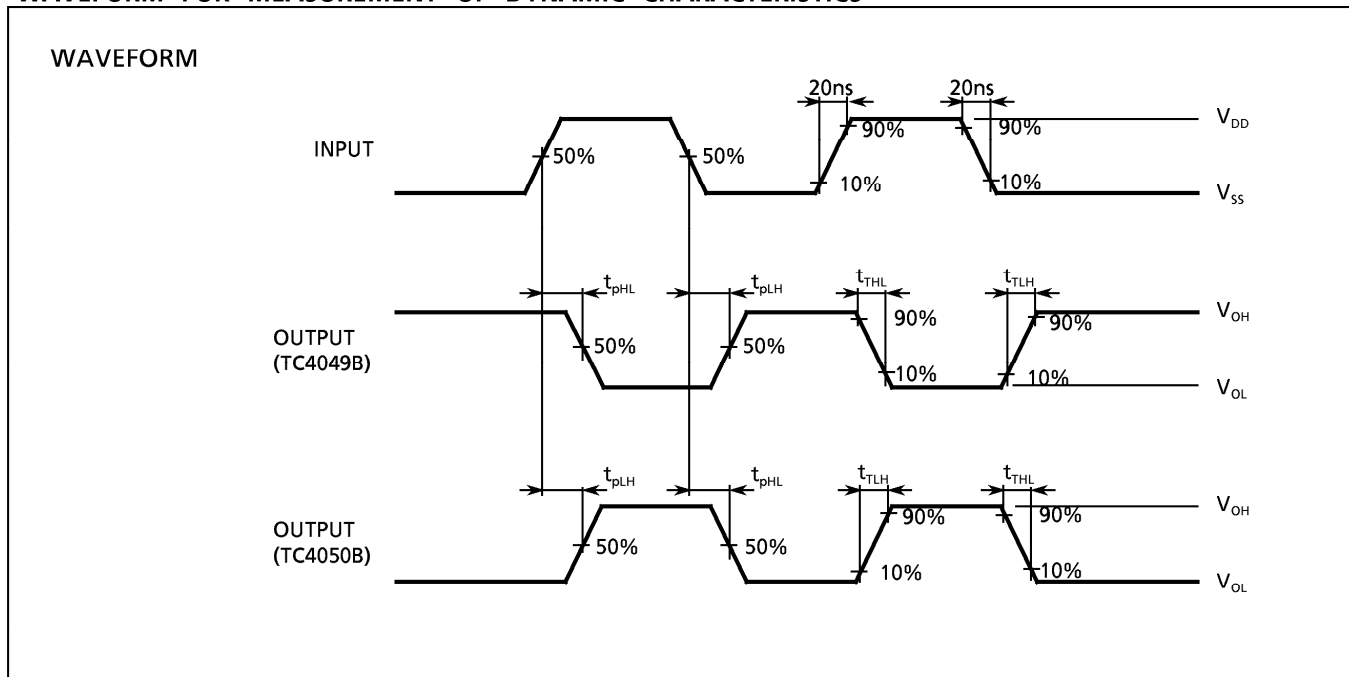 WAVEFORM FOR MEASUREMENT OF DYNAMIC CHARACTERISTICS
WAVEFORM
20ns 20ns
INPUT 50% 50% 90% 10% 90% 10% VDD VSS
tpHL tpLH tTHL tTLH
OUTPUT
(TC4049B)
50% 50% 90% 10% 90% 10% VOH VOL
tpLH tpHL tTLH tTHL
OUTPUT
(TC4050B)
50% 50% 90% 10% 90% 10% VOH VOL